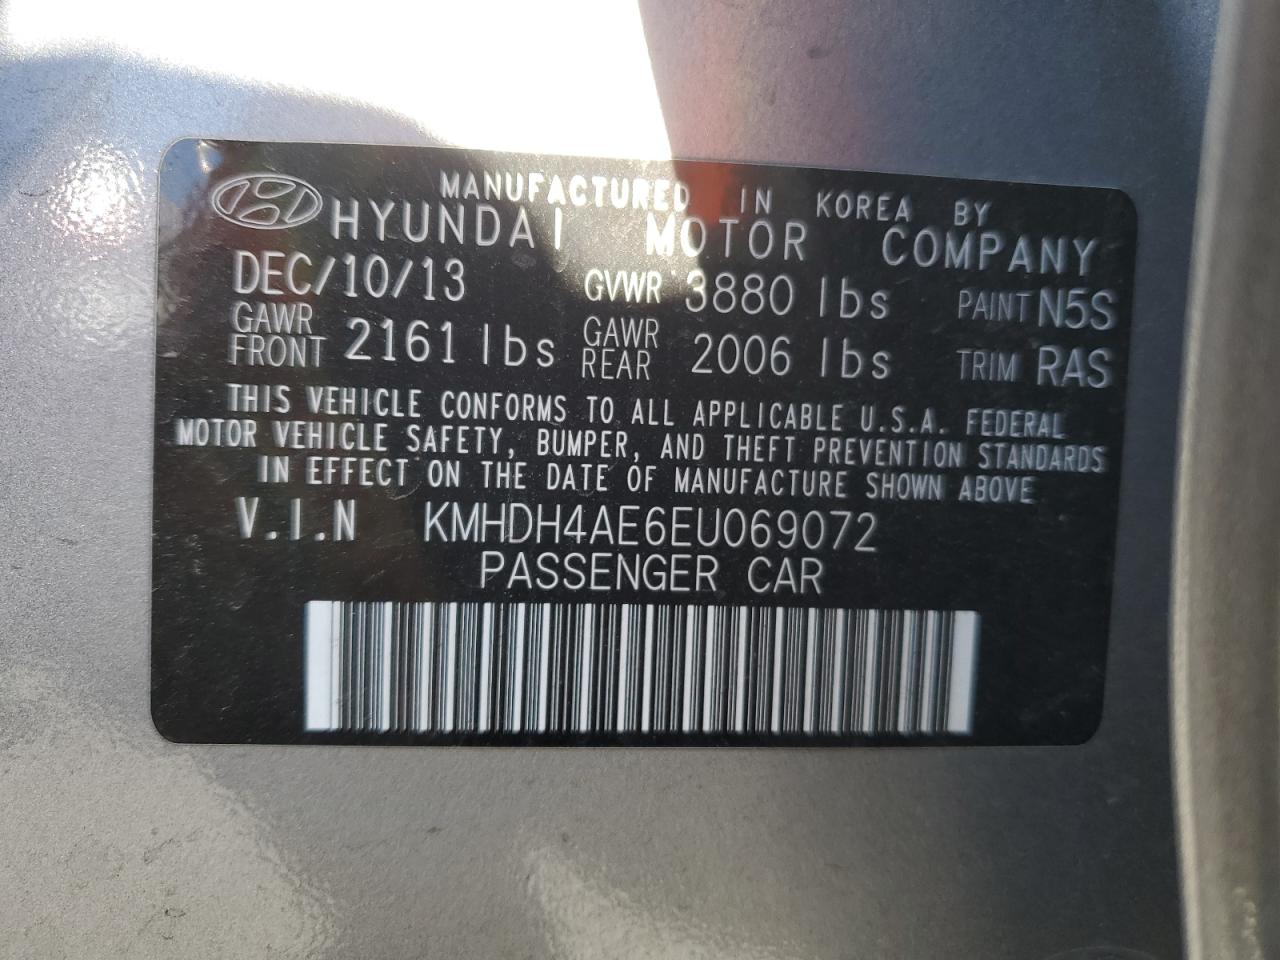 MANUFACTURED IN KOREA BY
HYUNDAI MOTOR COMPANY
DEC/10/13 GVWR 3880 lbs PAINT N5S
GAWR FRONT 2161 lbs GAWR REAR 2006 lbs TRIM RAS
THIS VEHICLE CONFORMS TO ALL APPLICABLE U.S.A. FEDERAL
MOTOR VEHICLE SAFETY, BUMPER, AND THEFT PREVENTION STANDARDS
IN EFFECT ON THE DATE OF MANUFACTURE SHOWN ABOVE
V.I.N KMHDH4AE6EU069072
PASSENGER CAR